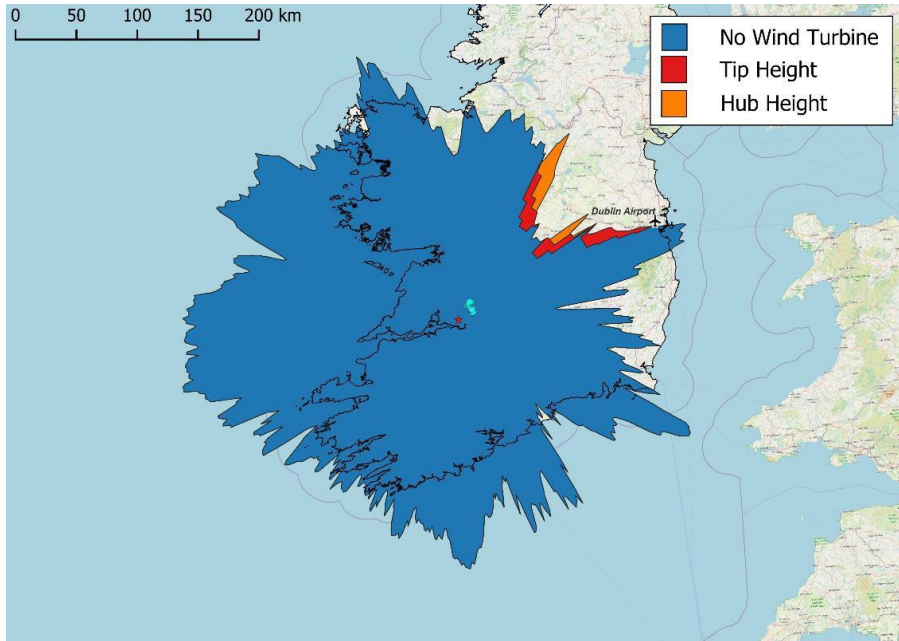 0 50 100 150 200 km
No Wind Turbine
Tip Height
Hub Height
Dublin Airport